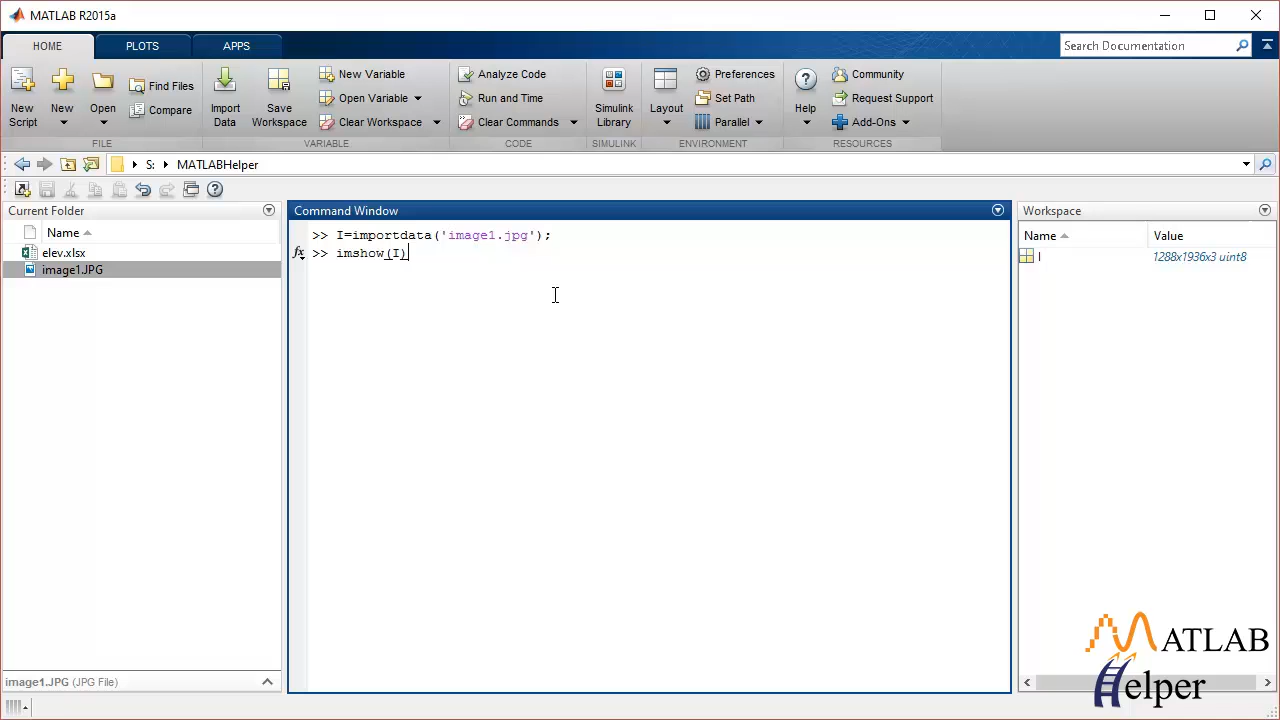 MATLAB R2015a
HOME PLOTS APPS
Search Documentation
New Script
New
Open
Find Files
Compare
FILE
Import Data
Save Workspace
New Variable
Open Variable
Clear Workspace
VARIABLE
Analyze Code
Run and Time
Clear Commands
CODE
Simulink Library
SIMULINK
Layout
Preferences
Set Path
Parallel
ENVIRONMENT
Help
Community
Request Support
Add-Ons
RESOURCES
S: MATLABHelper
Current Folder
Name
elev.xlsx
image1.JPG
image1.JPG (JPG File)
Command Window
>> I=importdata('image1.jpg');
fx >> imshow(I)
Workspace
Name Value
I 1288x1936x3 uint8
MATLAB
Helper